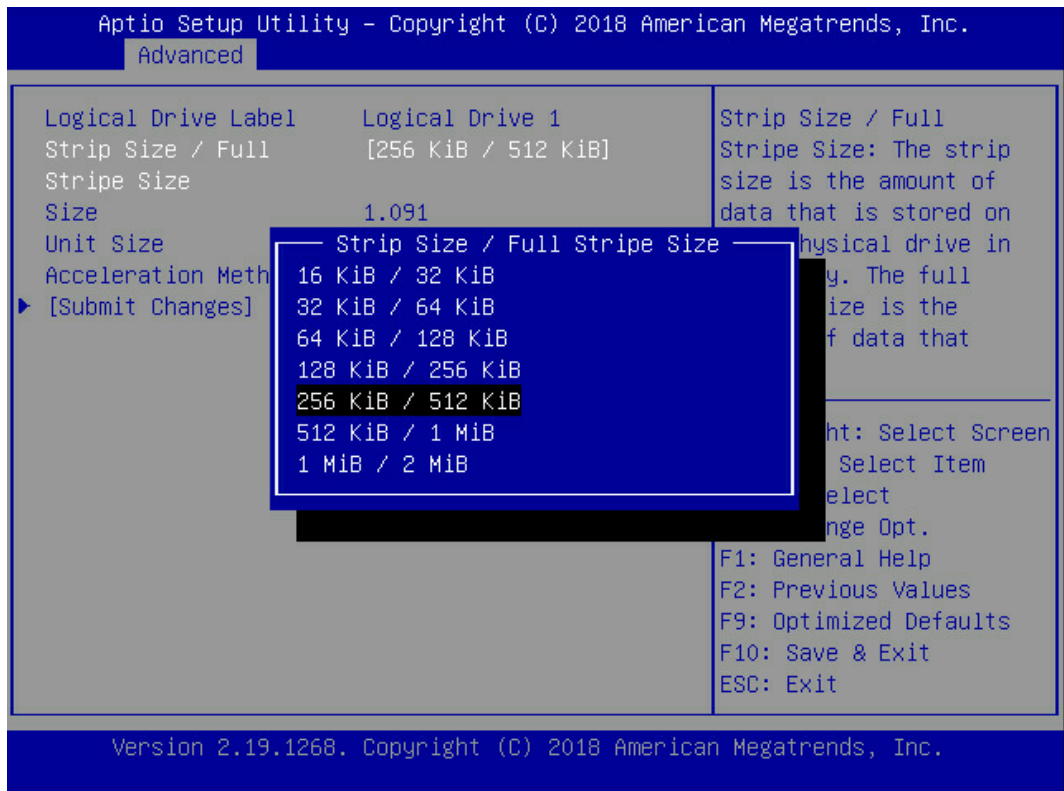 Aptio Setup Utility – Copyright (C) 2018 American Megatrends, Inc.
Advanced
Logical Drive Label Logical Drive 1
Strip Size / Full [256 KiB / 512 KiB]
Stripe Size
Size 1.091
Unit Size
Acceleration Meth
[Submit Changes]
Strip Size / Full Stripe Size
16 KiB / 32 KiB
32 KiB / 64 KiB
64 KiB / 128 KiB
128 KiB / 256 KiB
256 KiB / 512 KiB
512 KiB / 1 MiB
1 MiB / 2 MiB
Strip Size / Full
Stripe Size: The strip
size is the amount of
data that is stored on
hysical drive in
y. The full
ize is the
f data that
ht: Select Screen
Select Item
elect
nge Opt.
F1: General Help
F2: Previous Values
F9: Optimized Defaults
F10: Save & Exit
ESC: Exit
Version 2.19.1268. Copyright (C) 2018 American Megatrends, Inc.